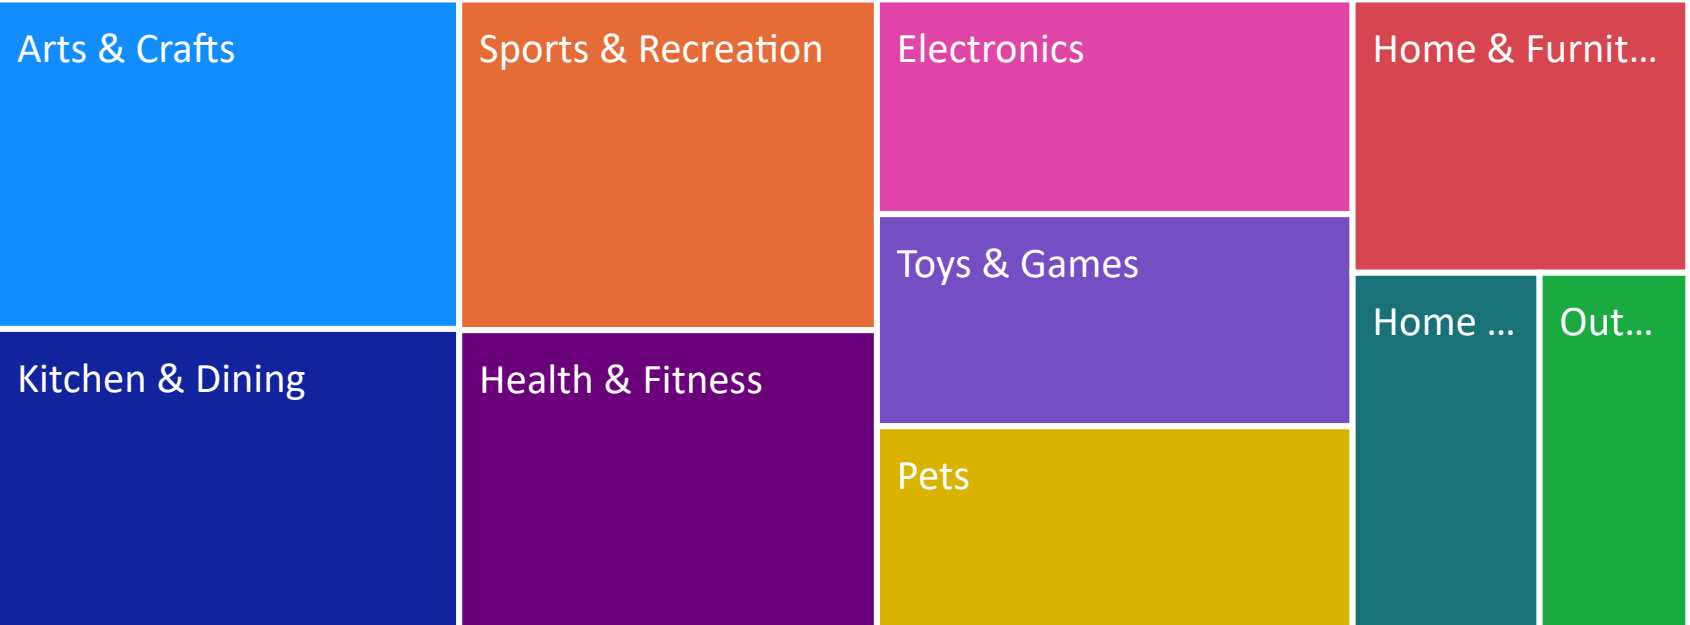 Arts & Crafts
Sports & Recreation
Electronics
Home & Furnit...
Toys & Games
Home ...
Out...
Kitchen & Dining
Health & Fitness
Pets